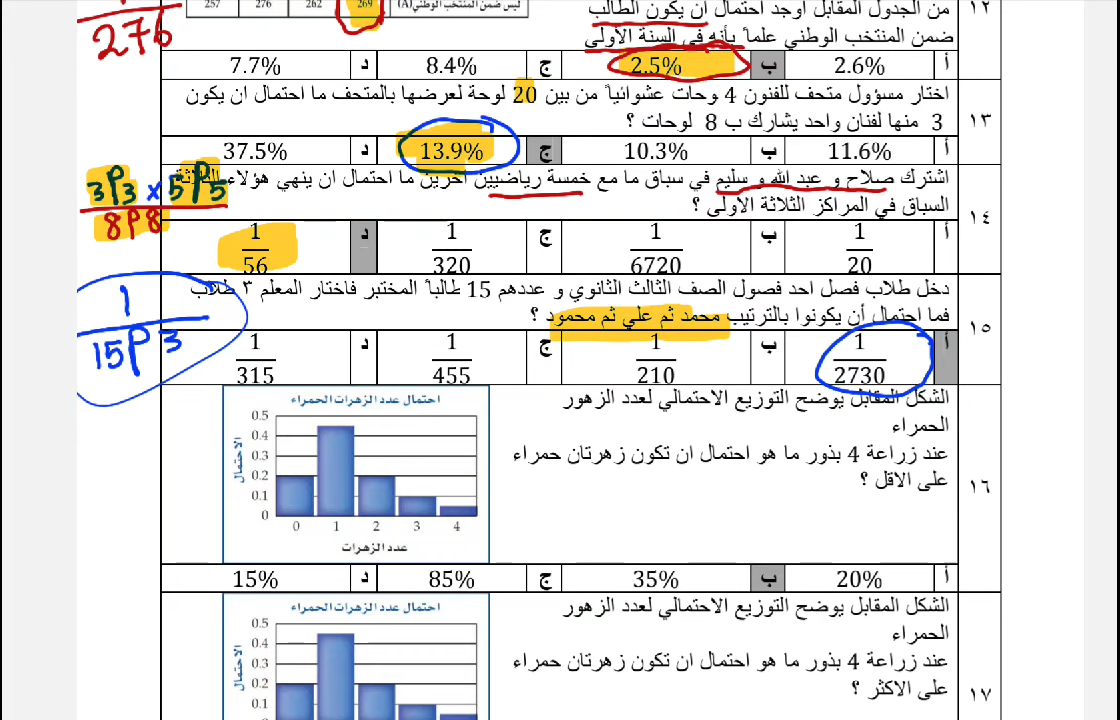 ١٢
من الجدول المقابل أوجد احتمال ان يكون الطالب
ضمن المنتخب الوطني علماً بأنه في السنة الأولى
ليس ضمن المنتخب الوطني(A) 269 262 276 257
276
أ 2.6% ب 2.5% ج 8.4% د 7.7%
١٣
اختار مسؤول متحف للفنون 4 وحات عشوائياً من بين 20 لوحة لعرضها بالمتحف ما احتمال ان يكون
3 منها لفنان واحد يشارك ب 8 لوحات ؟
أ 11.6% ب 10.3% ج 13.9% د 37.5%
١٤
اشترك صلاح و عبد الله و سليم في سباق ما مع خمسة رياضيين آخرين ما احتمال ان ينهي هؤلاء الثلاثة
السباق في المراكز الثلاثة الاولى ؟
3P3 x 5P5
8P8
أ 1/20 ب 1/6720 ج 1/320 د 1/56
١٥
دخل طلاب فصل احد فصول الصف الثالث الثانوي و عددهم 15 طالباً المختبر فاختار المعلم ٣ طلاب
فما احتمال أن يكونوا بالترتيب محمد ثم علي ثم محمود ؟
1
15P3
أ 1/2730 ب 1/210 ج 1/455 د 1/315
١٦
الشكل المقابل يوضح التوزيع الاحتمالي لعدد الزهور
الحمراء
عند زراعة 4 بذور ما هو احتمال ان تكون زهرتان حمراء
على الاقل ؟
احتمال عدد الزهرات الحمراء
الاحتمال
0.5
0.4
0.3
0.2
0.1
0
0 1 2 3 4
عدد الزهرات
أ 20% ب 35% ج 85% د 15%
١٧
الشكل المقابل يوضح التوزيع الاحتمالي لعدد الزهور
الحمراء
عند زراعة 4 بذور ما هو احتمال ان تكون زهرتان حمراء
على الاكثر ؟
احتمال عدد الزهرات الحمراء
الاحتمال
0.5
0.4
0.3
0.2
0.1
0